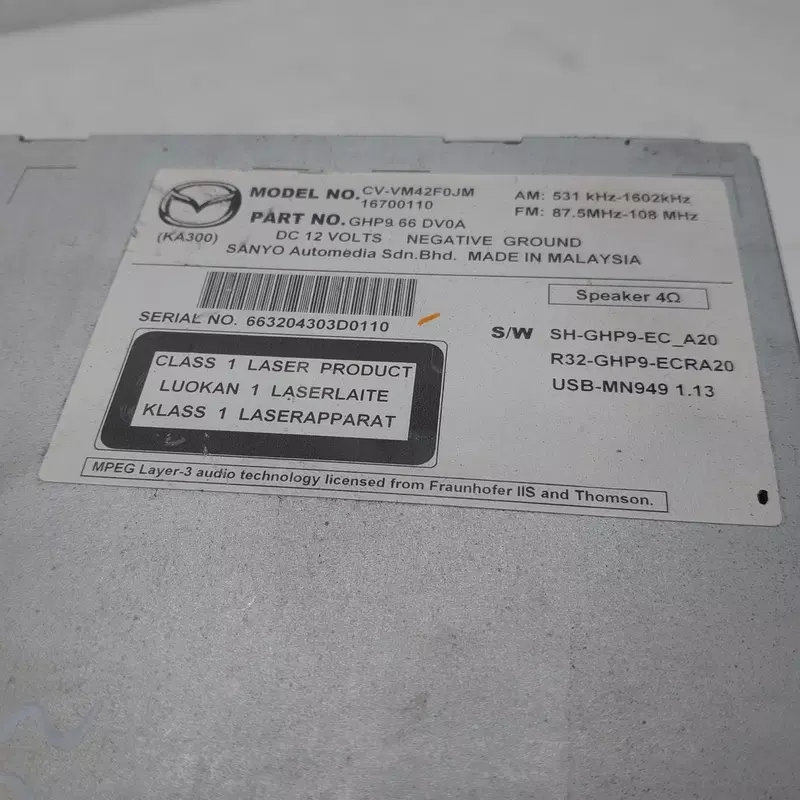 MODEL NO. CV-VM42F0JM
16700110
AM: 531 kHz-1602kHz
PART NO. GHP9 66 DV0A
FM: 87.5MHz-108 MHz
(KA300)
DC 12 VOLTS NEGATIVE GROUND
SANYO Automedia Sdn.Bhd. MADE IN MALAYSIA
Speaker 4Ω
SERIAL NO. 663204303D0110
S/W SH-GHP9-EC_A20
R32-GHP9-ECRA20
USB-MN949 1.13
CLASS 1 LASER PRODUCT
LUOKAN 1 LASERLAITE
KLASS 1 LASERAPPARAT
MPEG Layer-3 audio technology licensed from Fraunhofer IIS and Thomson.